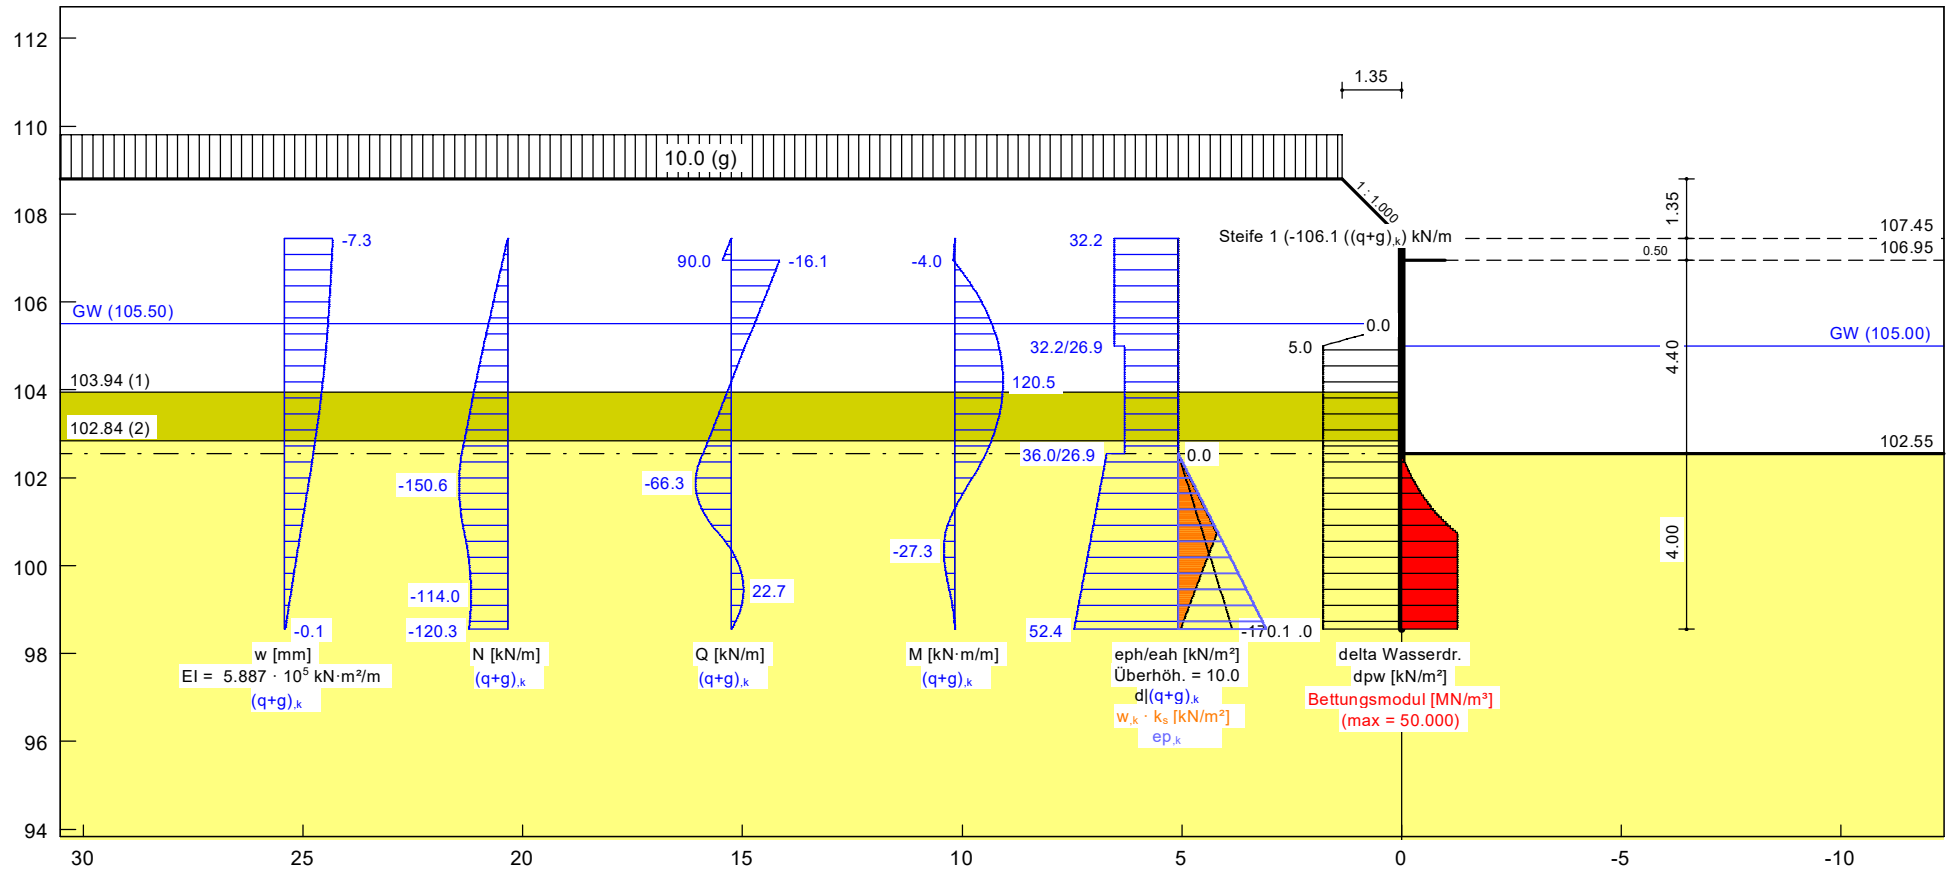 112
110
108
106
104
102
100
98
96
94
30
25
20
15
10
5
0
-5
-10
10.0 (g)
1.35
1 : 1.000
Steife 1 (-106.1 ((q+g),k) kN/m
107.45
106.95
0.50
1.35
4.40
4.00
GW (105.50)
GW (105.00)
103.94 (1)
102.84 (2)
102.55
-7.3
-0.1
w [mm]
EI = 5.887 · 10⁵ kN·m²/m
(q+g),k
-150.6
-114.0
-120.3
N [kN/m]
(q+g),k
90.0
-16.1
-66.3
22.7
Q [kN/m]
(q+g),k
-4.0
120.5
-27.3
M [kN·m/m]
(q+g),k
32.2
32.2/26.9
36.0/26.9
0.0
52.4
-170.1
.0
eph/eah [kN/m²]
Überhöh. = 10.0
d|(q+g),k
w,k · ks [kN/m²]
ep,k
0.0
5.0
delta Wasserdr.
dpw [kN/m²]
Bettungsmodul [MN/m³]
(max = 50.000)